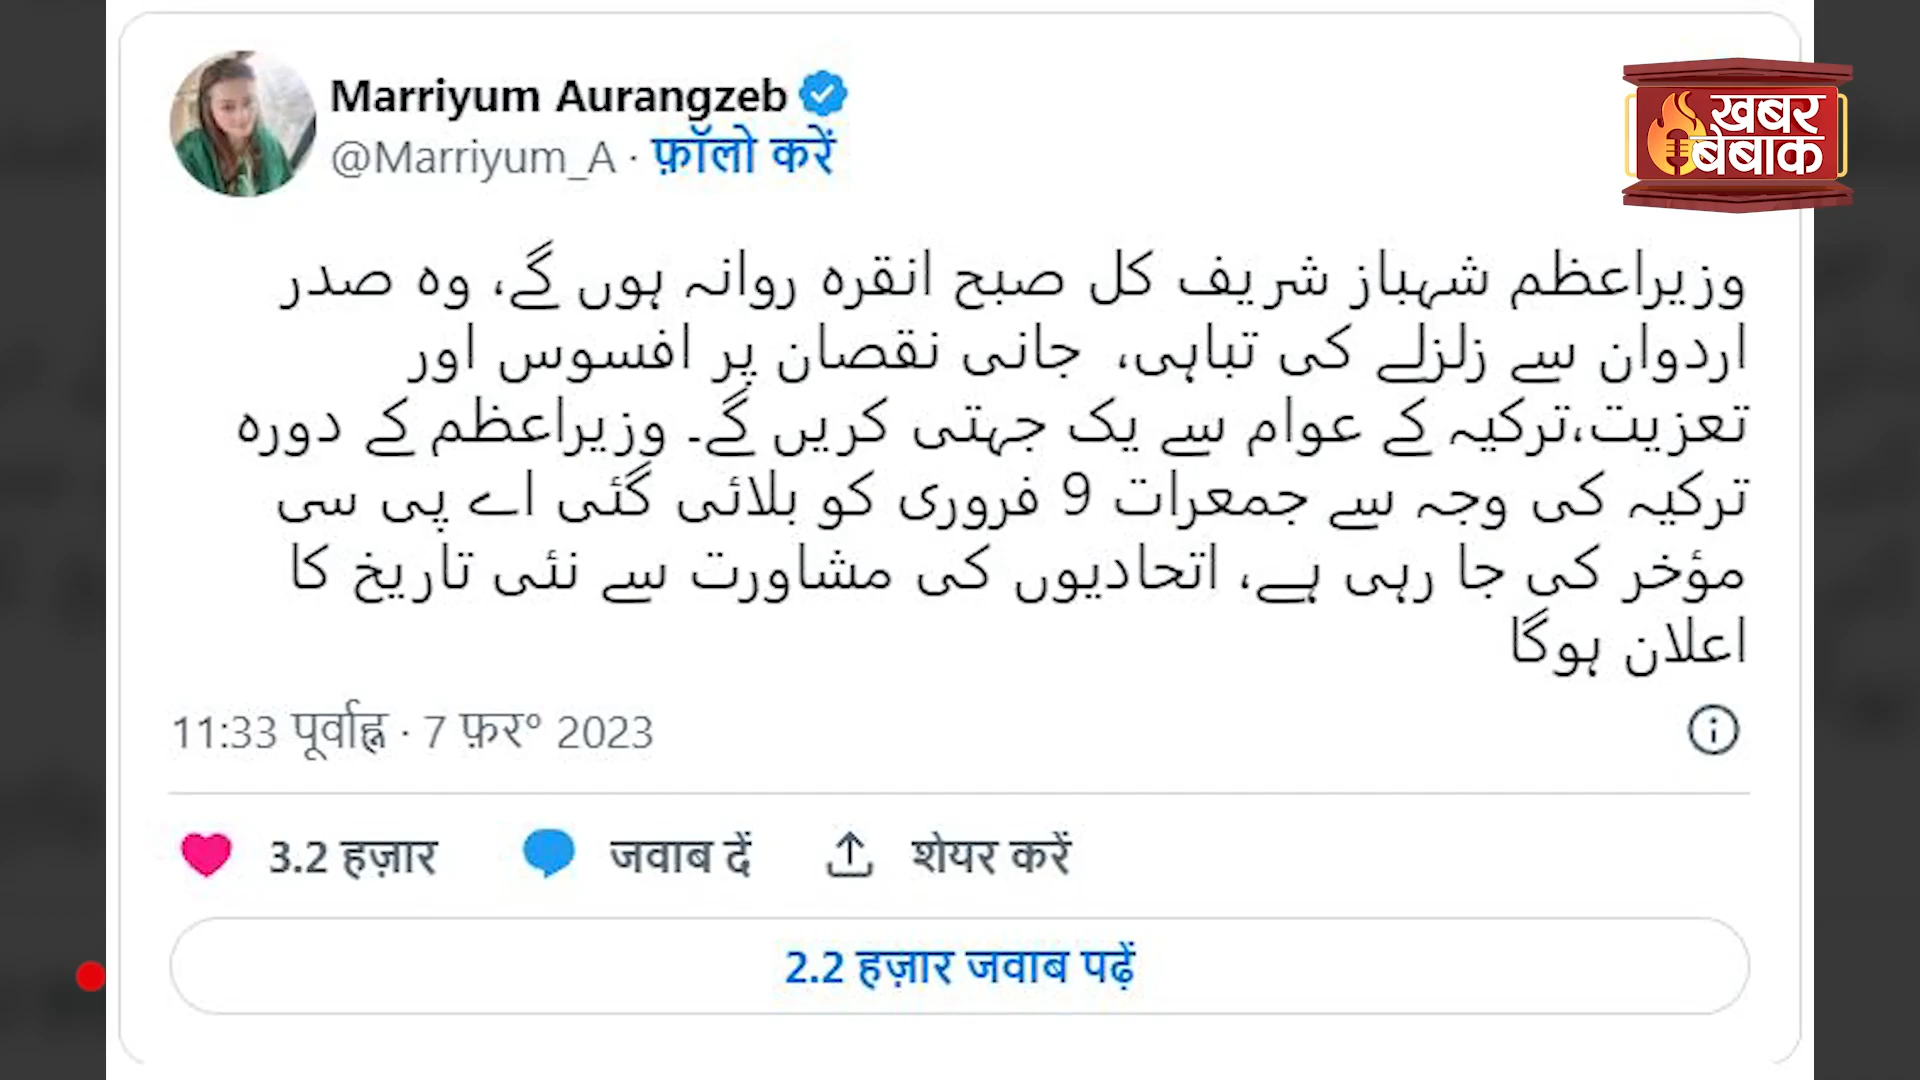 Marriyum Aurangzeb
@Marriyum_A · फ़ॉलो करें
खबर
बेबाक
وزیراعظم شہباز شریف کل صبح انقرہ روانہ ہوں گے، وہ صدر
اردوان سے زلزلے کی تباہی، جانی نقصان پر افسوس اور
تعزیت،ترکیہ کے عوام سے یک جہتی کریں گے۔ وزیراعظم کے دورہ
ترکیہ کی وجہ سے جمعرات 9 فروری کو بلائی گئی اے پی سی
مؤخر کی جا رہی ہے، اتحادیوں کی مشاورت سے نئی تاریخ کا
اعلان ہوگا
11:33 पूर्वाह्न · 7 फ़र॰ 2023
3.2 हज़ार जवाब दें शेयर करें
2.2 हज़ार जवाब पढ़ें